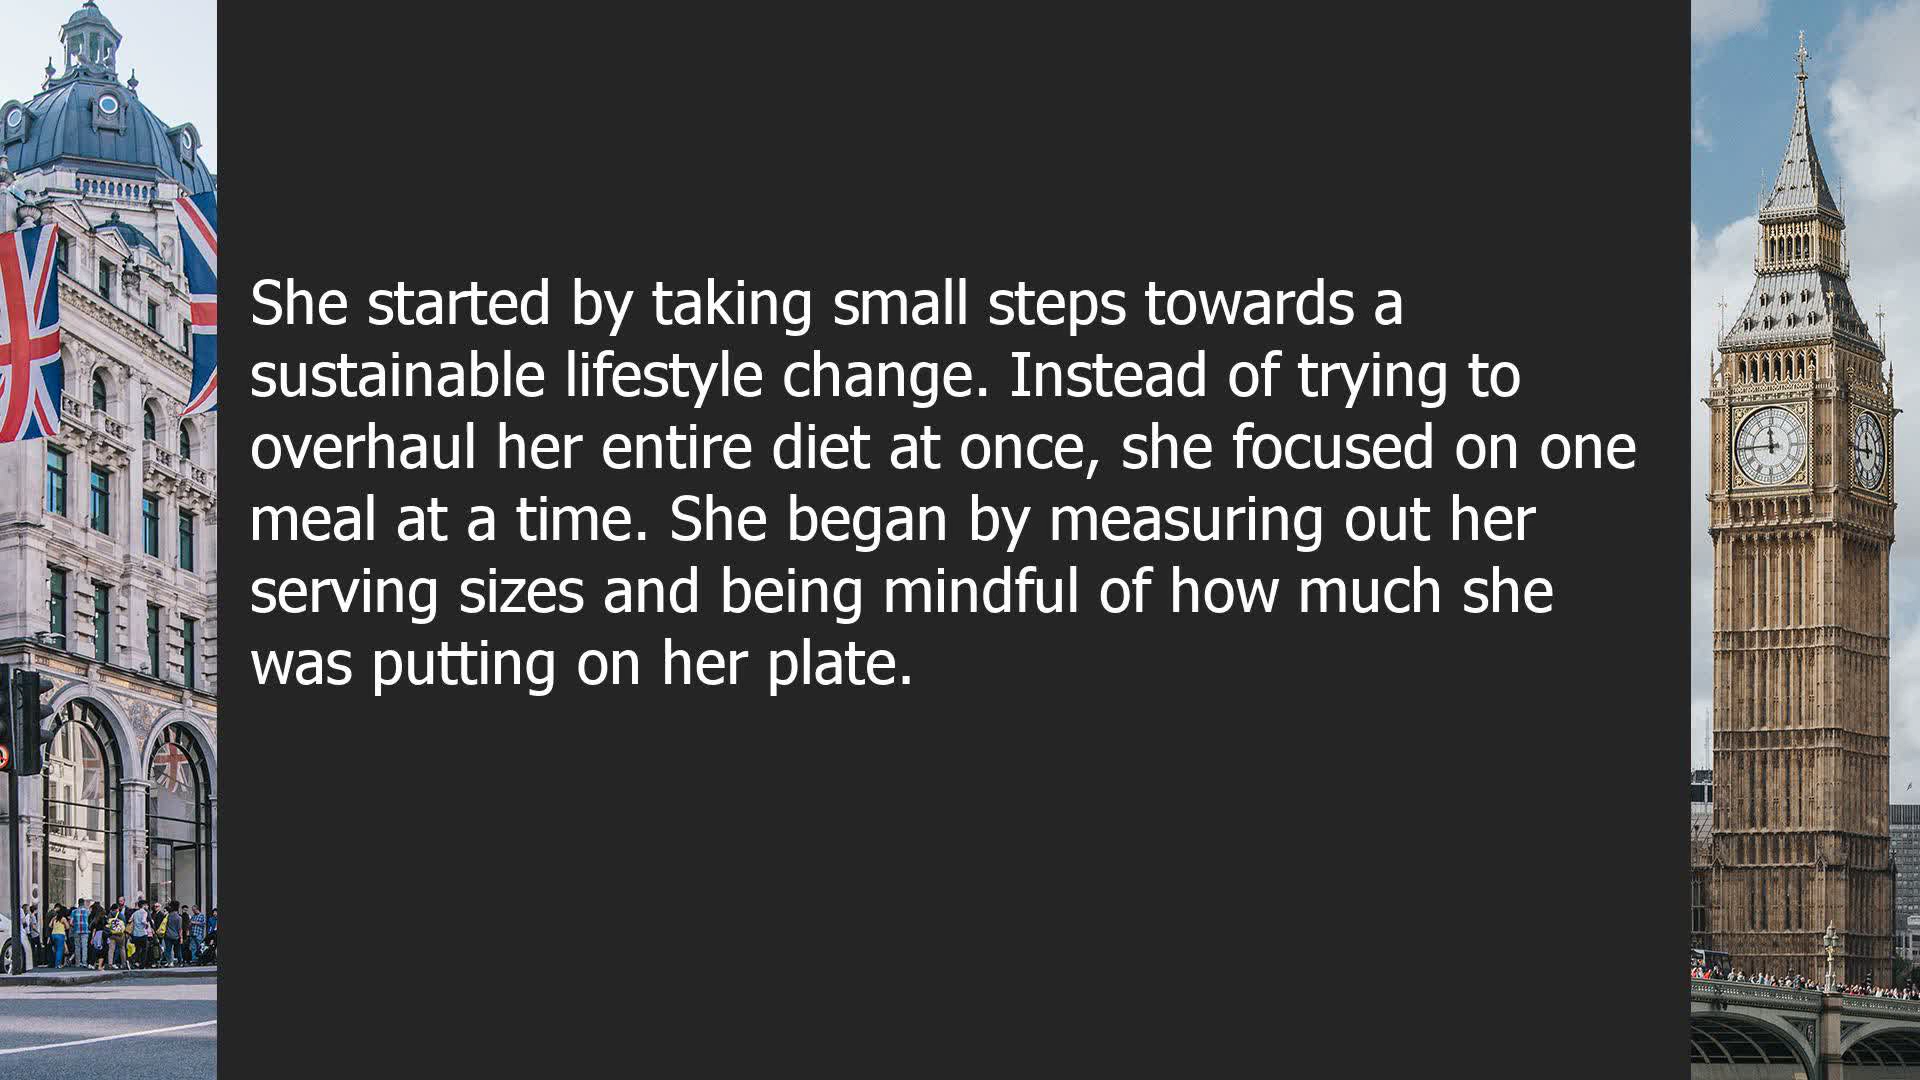 She started by taking small steps towards a
sustainable lifestyle change. Instead of trying to
overhaul her entire diet at once, she focused on one
meal at a time. She began by measuring out her
serving sizes and being mindful of how much she
was putting on her plate.